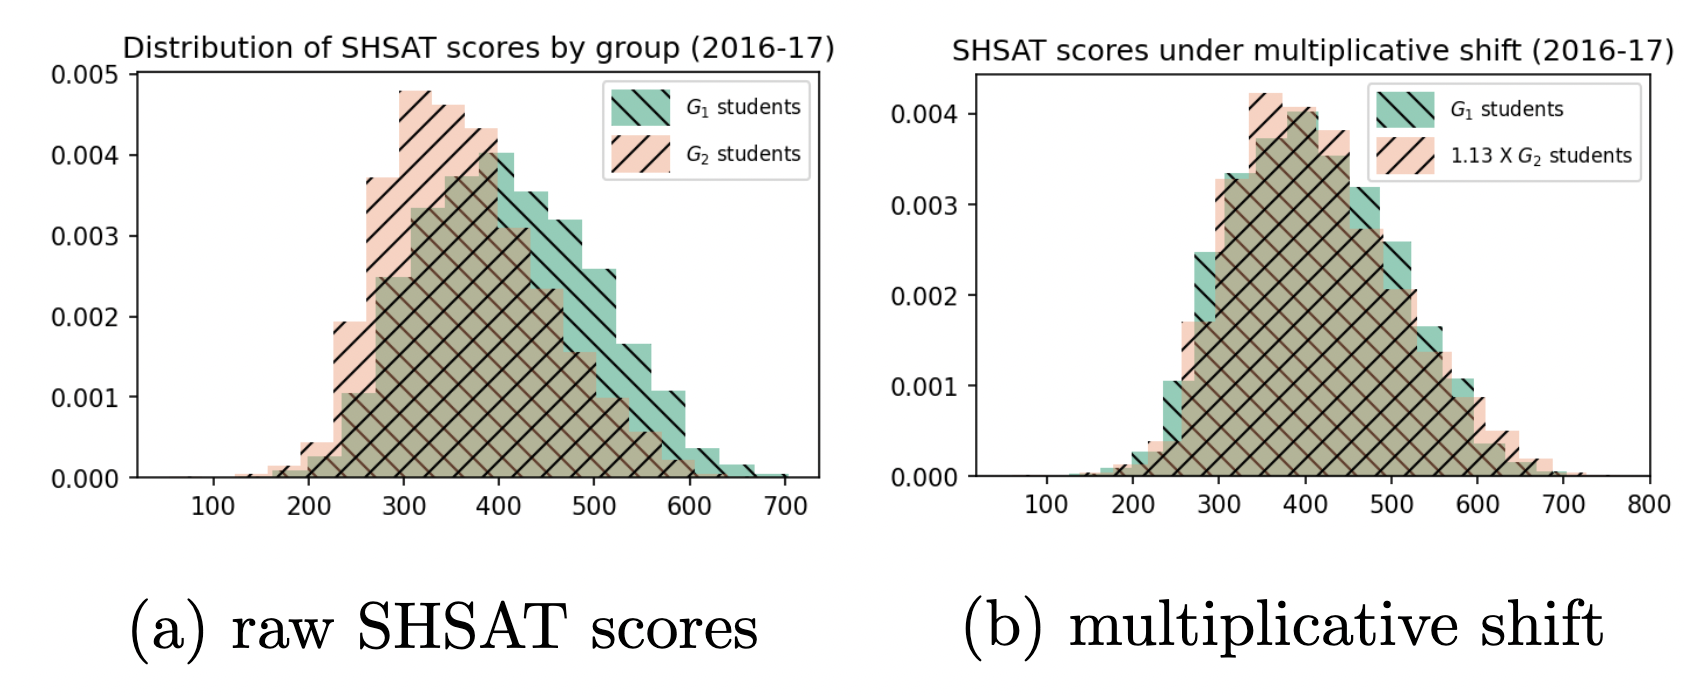 Distribution of SHSAT scores by group (2016-17)
0.005
0.004
0.003
0.002
0.001
0.000
100 200 300 400 500 600 700
G₁ students
G₂ students
(a) raw SHSAT scores
SHSAT scores under multiplicative shift (2016-17)
0.004
0.003
0.002
0.001
0.000
100 200 300 400 500 600 700 800
G₁ students
1.13 X G₂ students
(b) multiplicative shift